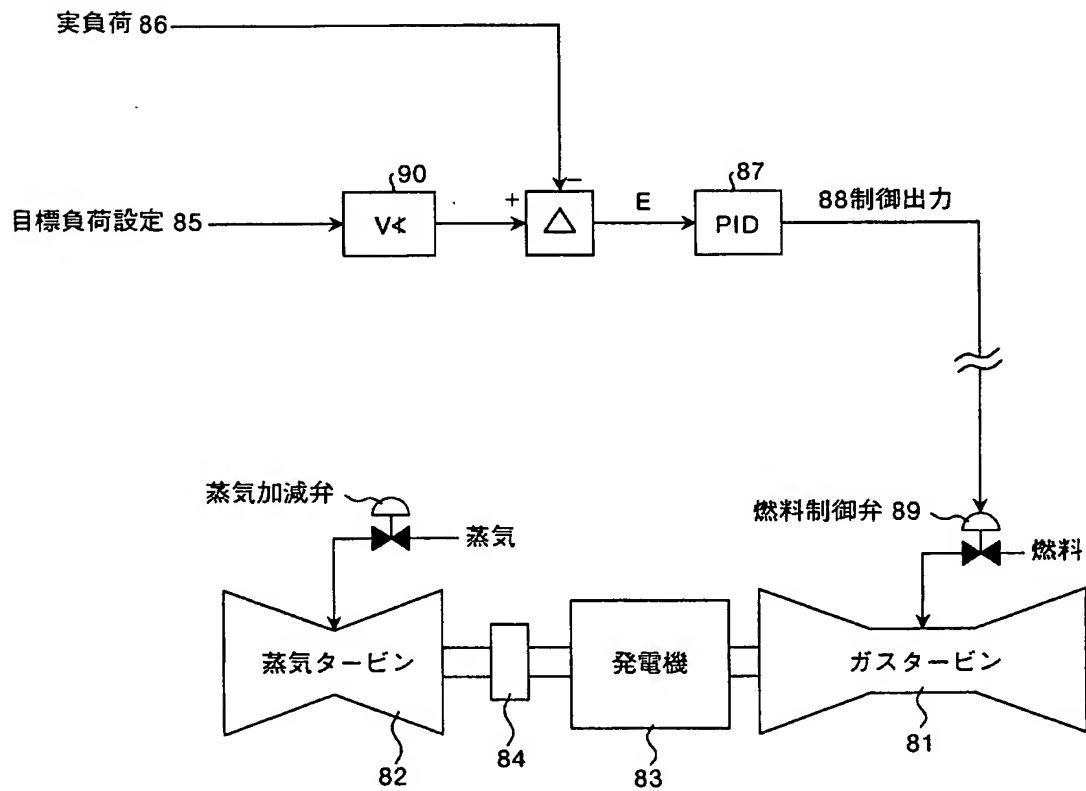 実負荷 86
90
87
+
−
E
88制御出力
目標負荷設定 85
V∢
△
PID
蒸気加減弁
蒸気
燃料制御弁 89
燃料
蒸気タービン
発電機
ガスタービン
82
84
83
81